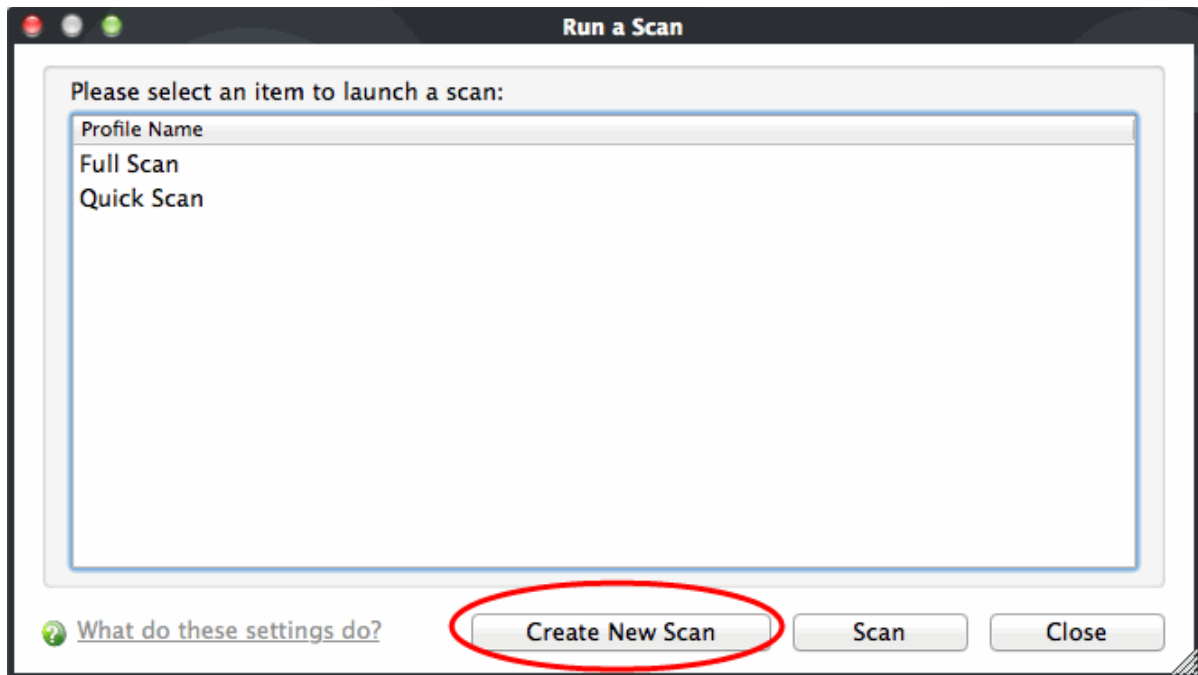 Run a Scan
Please select an item to launch a scan:
Profile Name
Full Scan
Quick Scan
What do these settings do?
Create New Scan
Scan
Close